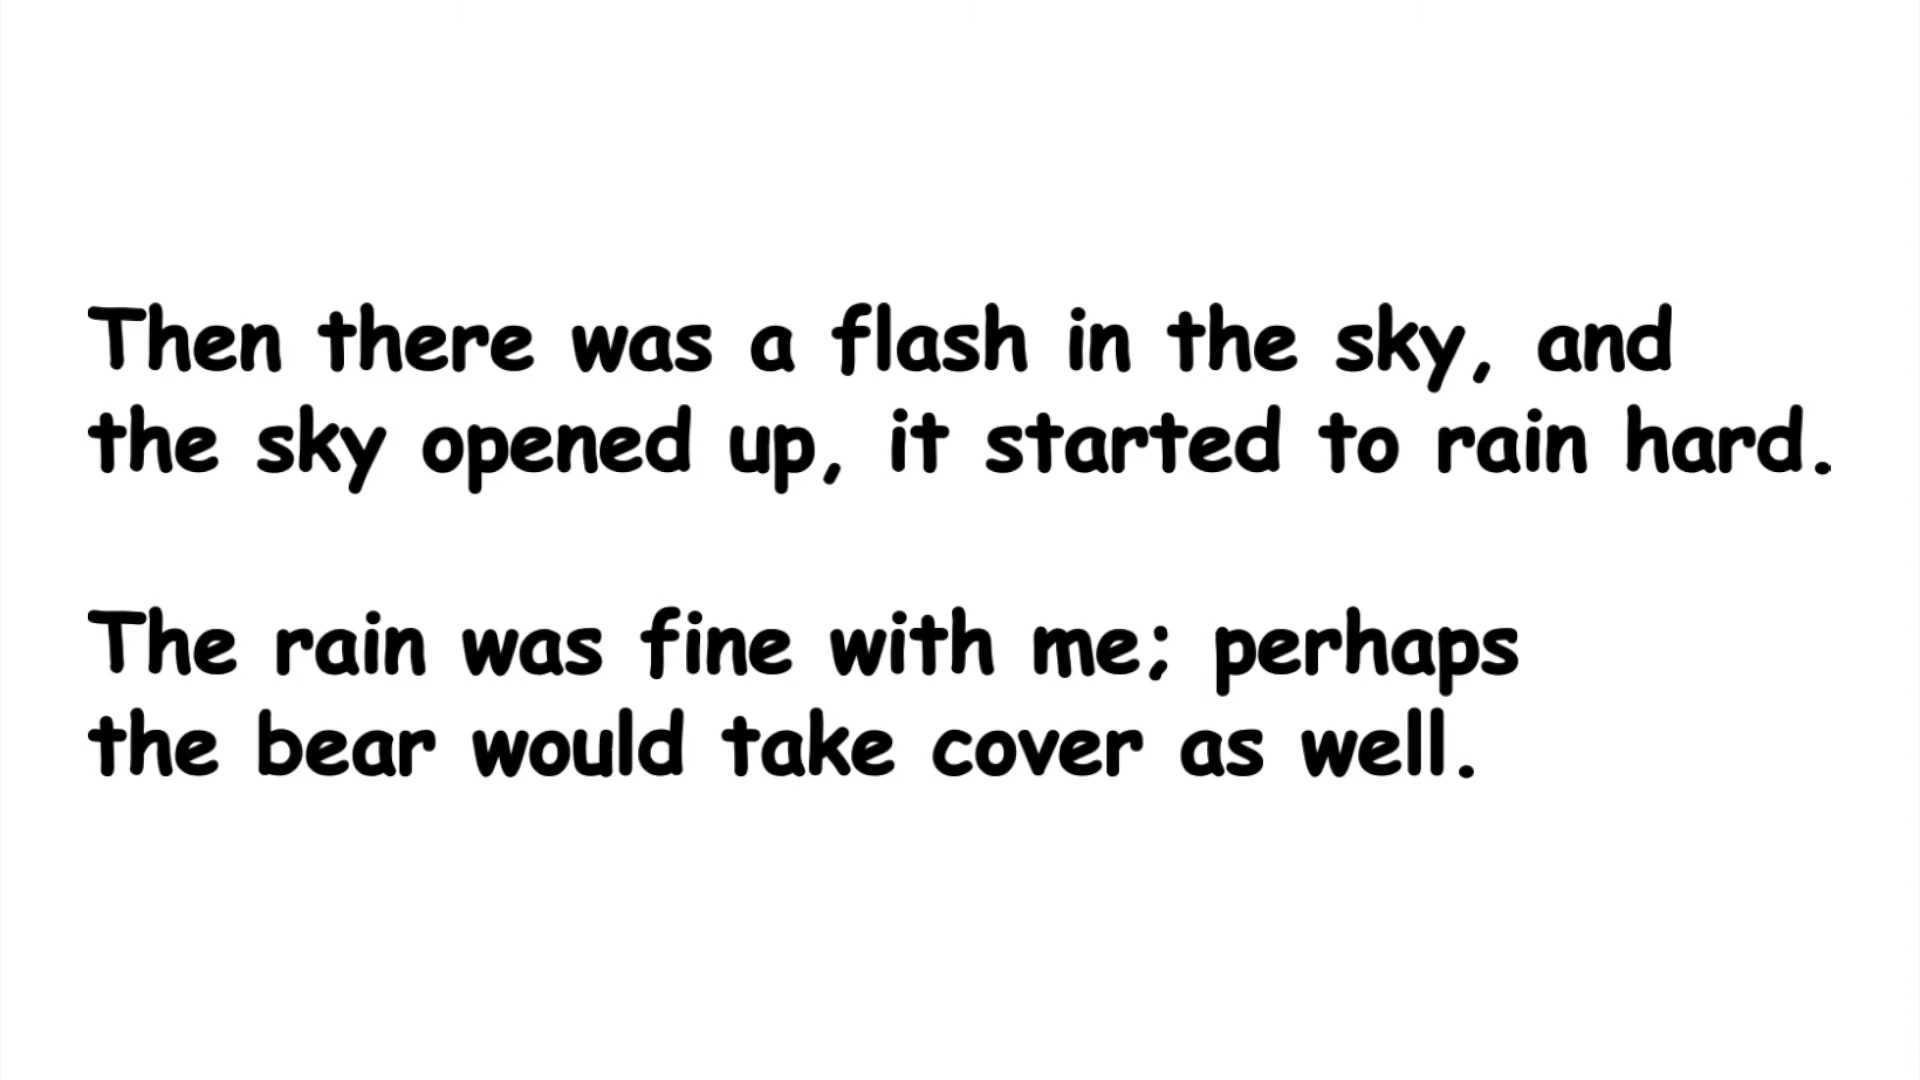 Then there was a flash in the sky, and
the sky opened up, it started to rain hard.
The rain was fine with me; perhaps
the bear would take cover as well.